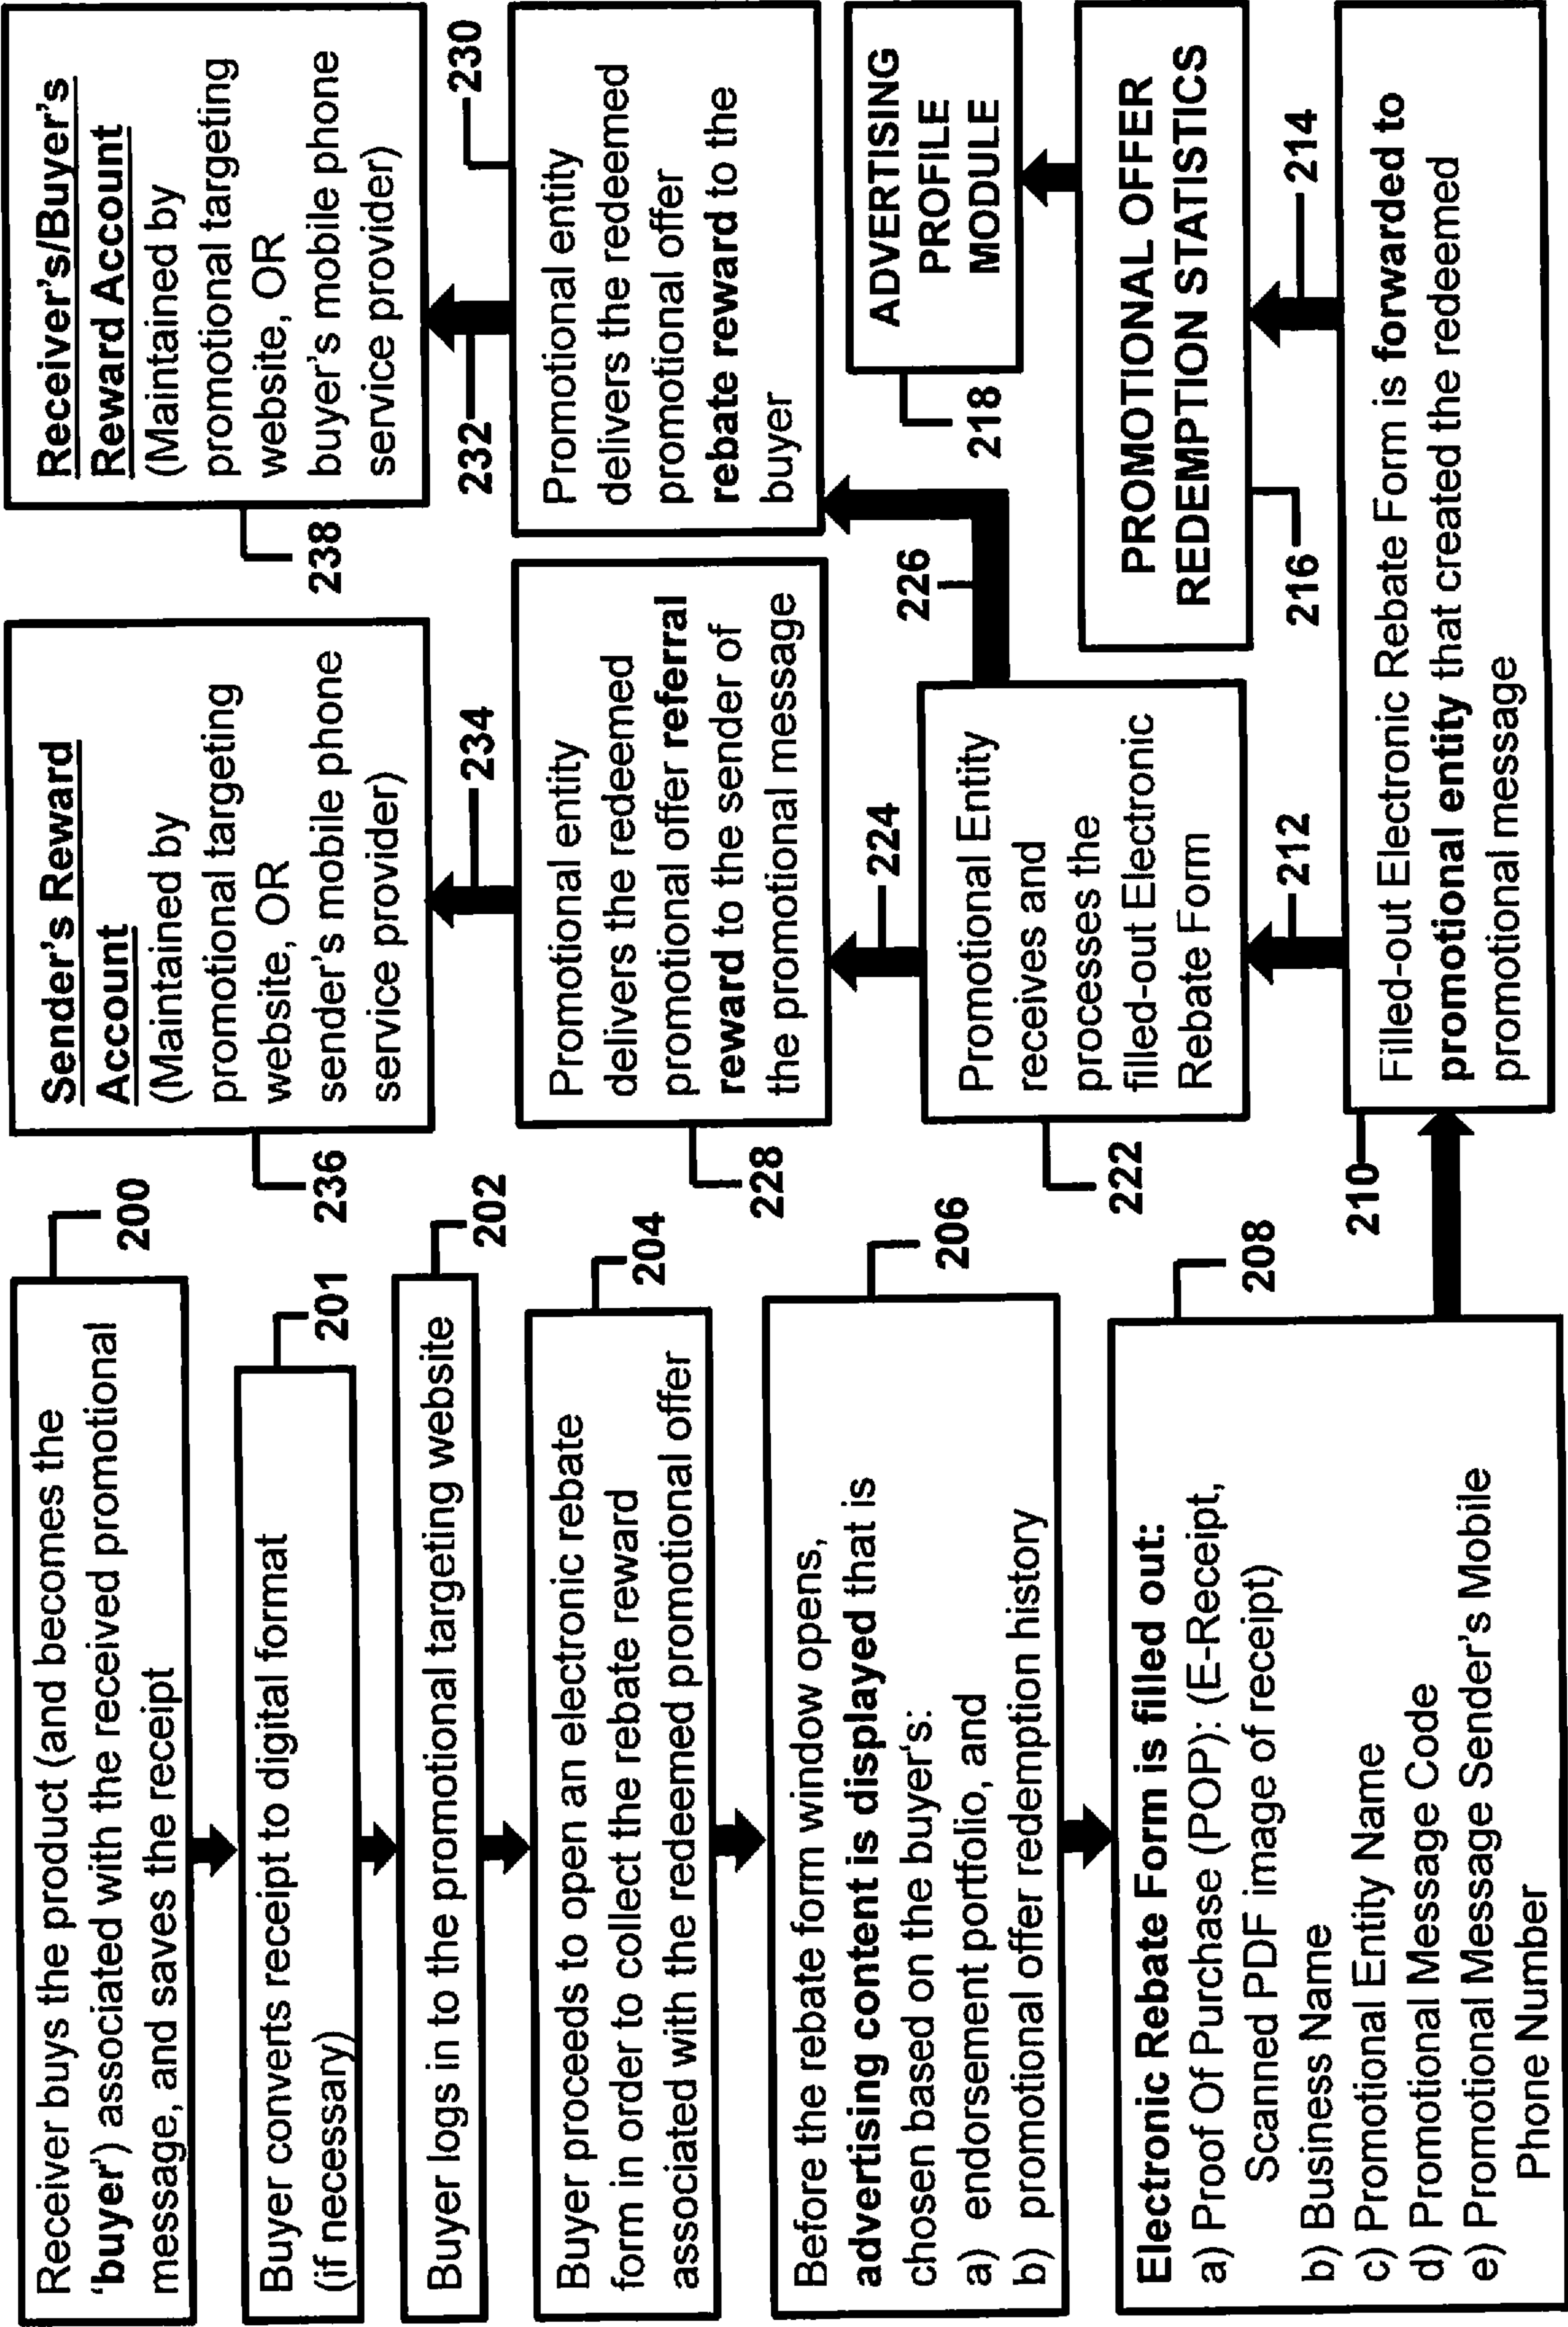 Receiver buys the product (and becomes the
‘buyer’) associated with the received promotional
message, and saves the receipt
200
Buyer converts receipt to digital format
(if necessary)
201
Buyer logs in to the promotional targeting website
202
Buyer proceeds to open an electronic rebate
form in order to collect the rebate reward
associated with the redeemed promotional offer
204
Before the rebate form window opens,
advertising content is displayed that is
chosen based on the buyer's:
a) endorsement portfolio, and
b) promotional offer redemption history
206
Electronic Rebate Form is filled out:
a) Proof Of Purchase (POP): (E-Receipt,
Scanned PDF image of receipt)
b) Business Name
c) Promotional Entity Name
d) Promotional Message Code
e) Promotional Message Sender's Mobile
Phone Number
208
Sender's Reward
Account
(Maintained by
promotional targeting
website, OR
sender's mobile phone
service provider)
236
234
Promotional entity
delivers the redeemed
promotional offer referral
reward to the sender of
the promotional message
228
224
Promotional Entity
receives and
processes the
filled-out Electronic
Rebate Form
222
212
Filled-out Electronic Rebate Form is forwarded to
promotional entity that created the redeemed
promotional message
210
Receiver's/Buyer's
Reward Account
(Maintained by
promotional targeting
website, OR
buyer's mobile phone
service provider)
238
232
230
Promotional entity
delivers the redeemed
promotional offer
rebate reward to the
buyer
226
ADVERTISING
PROFILE
MODULE
218
PROMOTIONAL OFFER
REDEMPTION STATISTICS
216
214